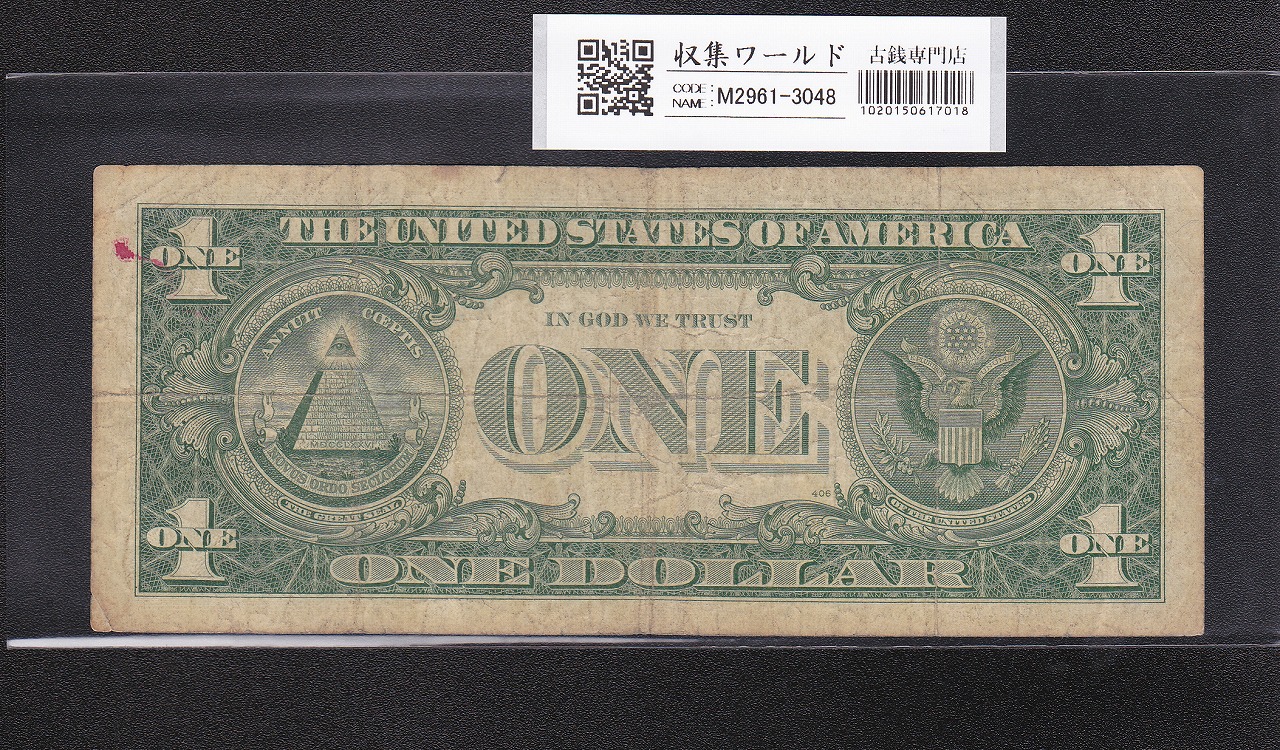 収集ワールド 古銭専門店
CODE:
NAME: M2961-3048
1020150617018
THE UNITED STATES OF AMERICA
1 ONE
ONE 1
ANNUIT CŒPTIS
IN GOD WE TRUST
ONE
MDCCLXXVI
NOVUS ORDO SECLORUM
THE GREAT SEAL
OF THE UNITED STATES
406
1 ONE
ONE 1
ONE DOLLAR